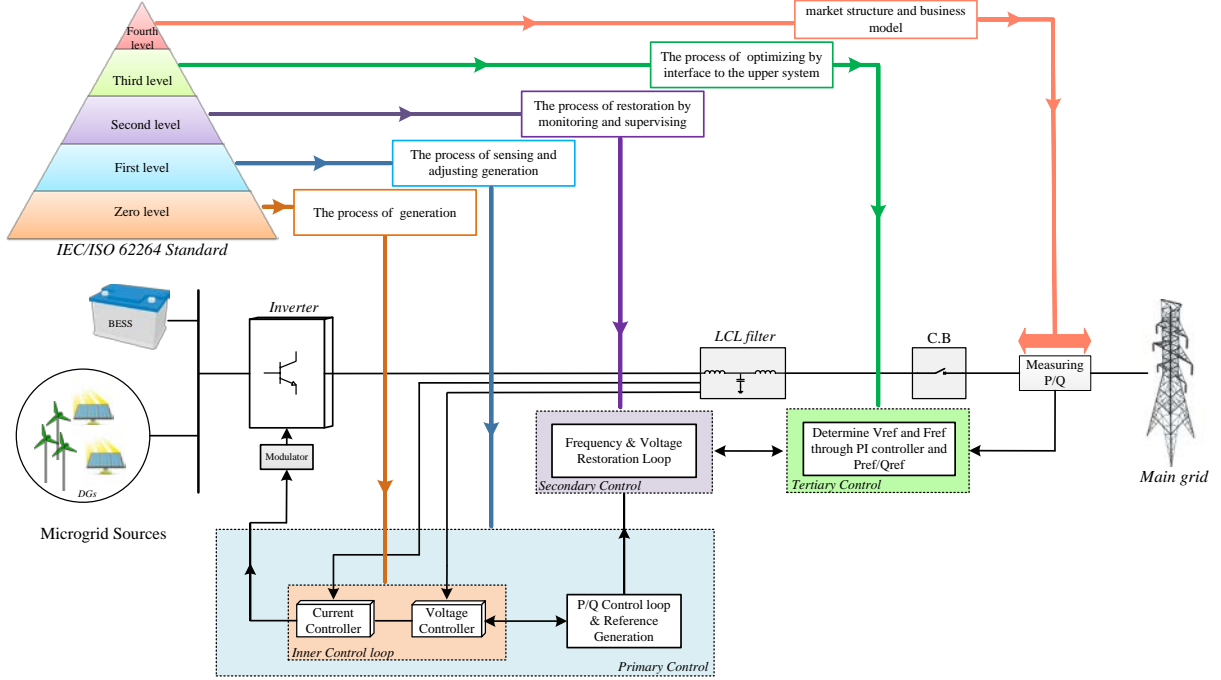 Fourth
level
market structure and business
model
Third level
The process of optimizing by
interface to the upper system
Second level
The process of restoration by
monitoring and supervising
First level
The process of sensing and
adjusting generation
Zero level
The process of  generation
IEC/ISO 62264 Standard
BESS
Inverter
LCL filter
C.B
Measuring
P/Q
DGs
Microgrid Sources
Modulator
Frequency & Voltage
Restoration Loop
Secondary Control
Determine Vref and Fref
through PI controller and
Pref/Qref
Tertiary Control
Main grid
Current
Controller
Voltage
Controller
P/Q Control loop
& Reference
Generation
Inner Control loop
Primary Control